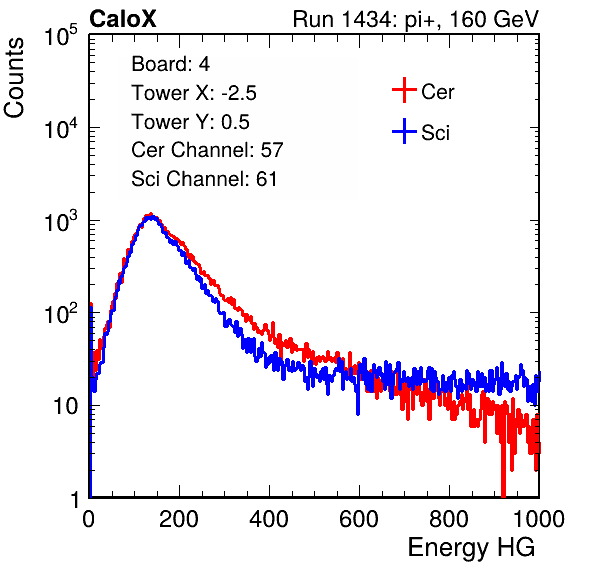 CaloX Run 1434: pi+, 160 GeV
Counts
Board: 4
Tower X: -2.5
Tower Y: 0.5
Cer Channel: 57
Sci Channel: 61
Cer
Sci
10^5
10^4
10^3
10^2
10
1
0 200 400 600 800 1000
Energy HG